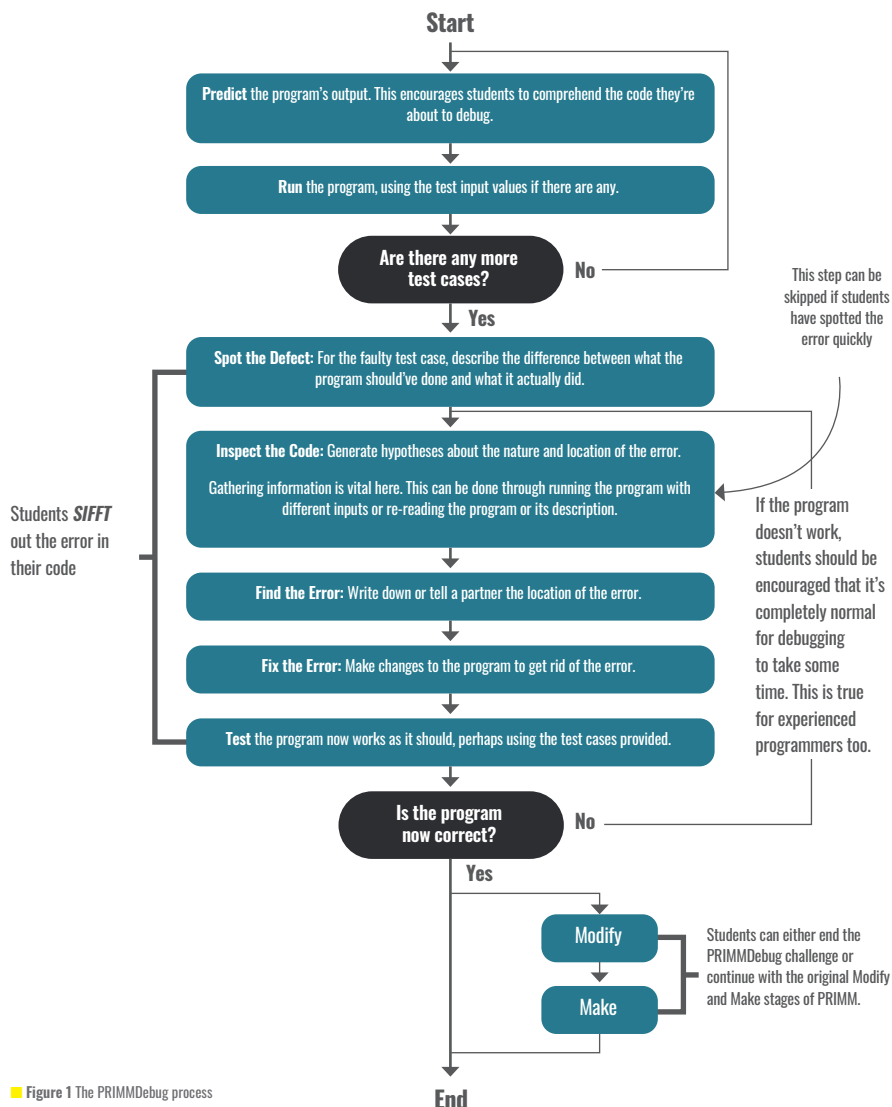 Start
Predict the program's output. This encourages students to comprehend the code they're
about to debug.
Run the program, using the test input values if there are any.
Are there any more
test cases?
No
Yes
This step can be
skipped if students
have spotted the
error quickly
Spot the Defect: For the faulty test case, describe the difference between what the
program should've done and what it actually did.
Inspect the Code: Generate hypotheses about the nature and location of the error.
Gathering information is vital here. This can be done through running the program with
different inputs or re-reading the program or its description.
Students SIFFT
out the error in
their code
If the program
doesn't work,
students should be
encouraged that it's
completely normal
for debugging
to take some
time. This is true
for experienced
programmers too.
Find the Error: Write down or tell a partner the location of the error.
Fix the Error: Make changes to the program to get rid of the error.
Test the program now works as it should, perhaps using the test cases provided.
Is the program
now correct?
No
Yes
Modify
Make
Students can either end the
PRIMMDebug challenge or
continue with the original Modify
and Make stages of PRIMM.
Figure 1 The PRIMMDebug process
End